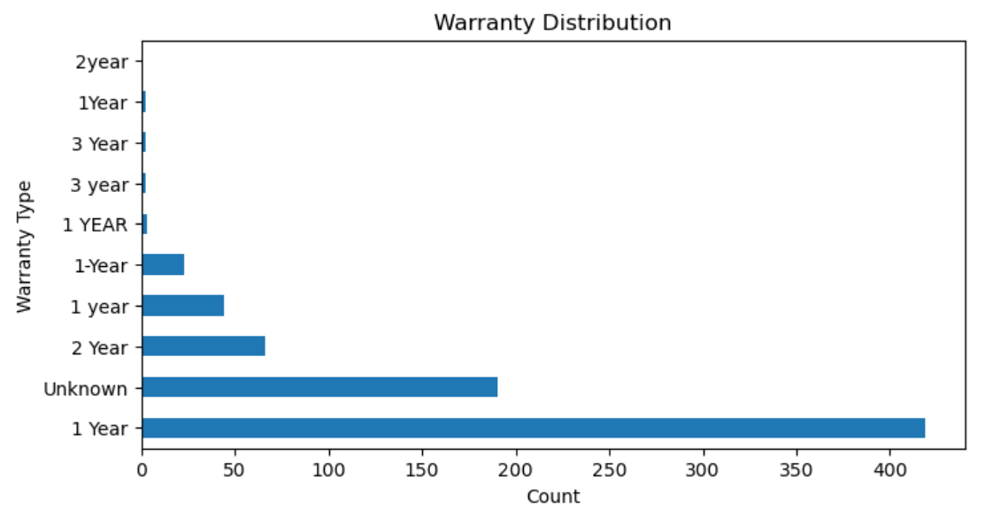 Warranty Distribution
2year
1Year
3 Year
3 year
1 YEAR
1-Year
1 year
2 Year
Unknown
1 Year
Warranty Type
0 50 100 150 200 250 300 350 400
Count